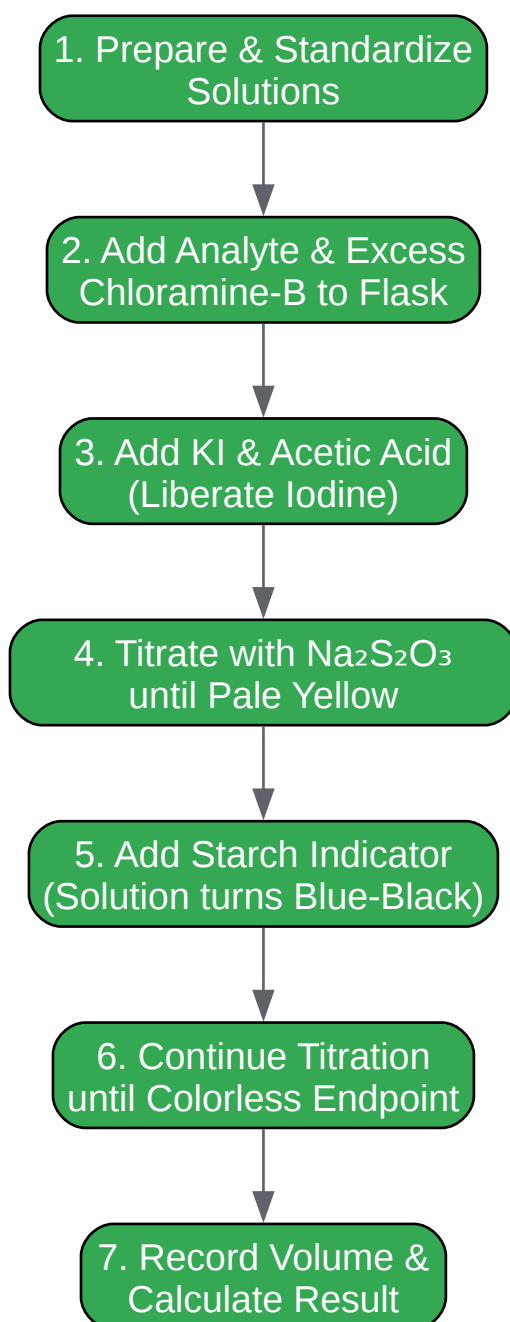 1. Prepare & Standardize
Solutions
2. Add Analyte & Excess
Chloramine-B to Flask
3. Add KI & Acetic Acid
(Liberate Iodine)
4. Titrate with Na₂S₂O₃
until Pale Yellow
5. Add Starch Indicator
(Solution turns Blue-Black)
6. Continue Titration
until Colorless Endpoint
7. Record Volume &
Calculate Result